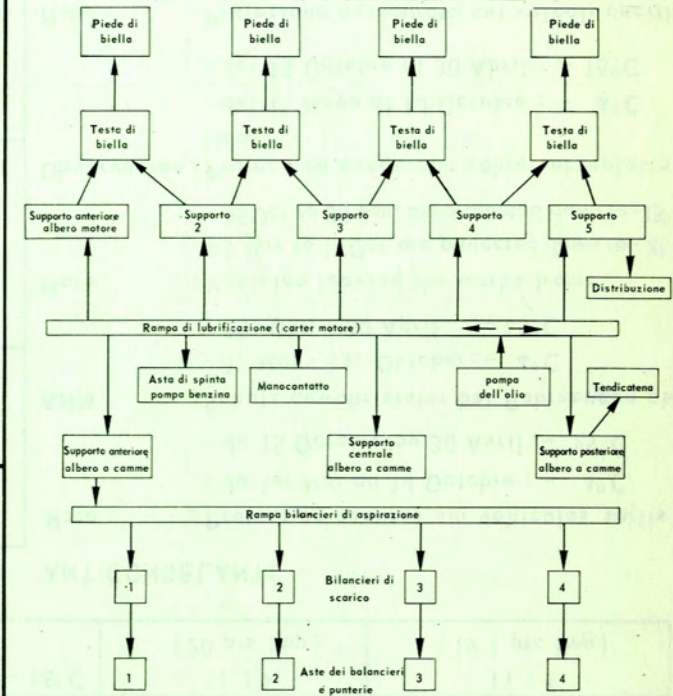 Piede di
biella
Piede di
biella
Piede di
biella
Piede di
biella
Testa di
biella
Testa di
biella
Testa di
biella
Testa di
biella
Supporto anteriore
albero motore
Supporto
2
Supporto
3
Supporto
4
Supporto
5
Distribuzione
Rampa di lubrificazione (carter motore)
Asta di spinta
pompa benzina
Monocontatto
pompa
dell'olio
Tendicatena
Supporto anteriore
albero a camme
Supporto
centrale
albero a camme
Supporto posteriore
albero a camme
Rampa bilancieri di aspirazione
1
2
Bilancieri di
scarico
3
4
1
2
Aste dei balancieri
e punterie
3
4